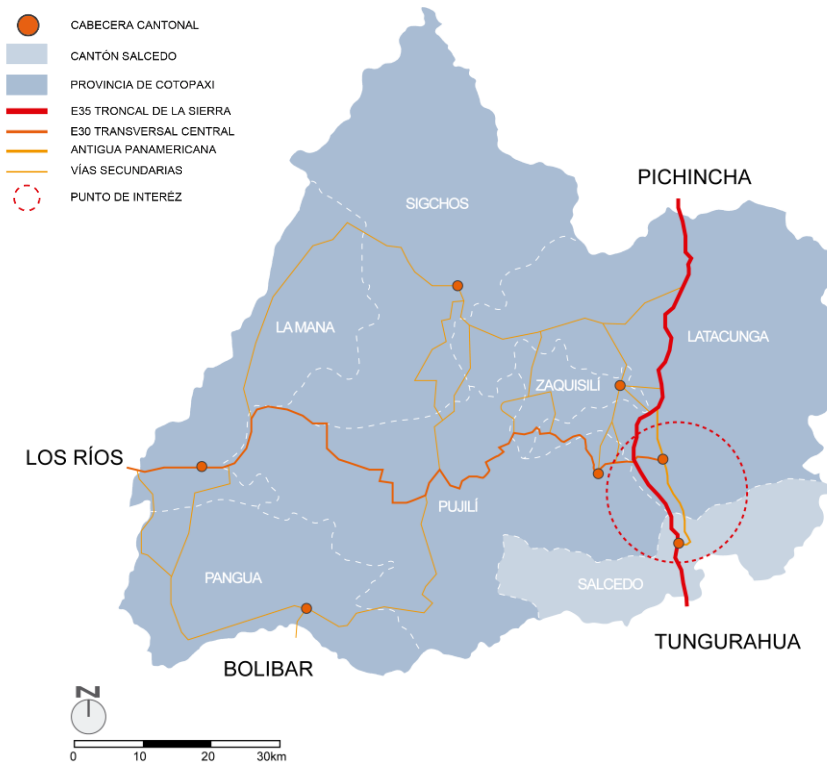 CABECERA CANTONAL
CANTÓN SALCEDO
PROVINCIA DE COTOPAXI
E35 TRONCAL DE LA SIERRA
E30 TRANSVERSAL CENTRAL
ANTIGUA PANAMERICANA
VÍAS SECUNDARIAS
PUNTO DE INTERÉZ
PICHINCHA
SIGCHOS
LA MANA
LATACUNGA
ZAQUISILÍ
LOS RÍOS
PUJILÍ
PANGUA
SALCEDO
TUNGURAHUA
BOLIBAR
N
0 10 20 30km